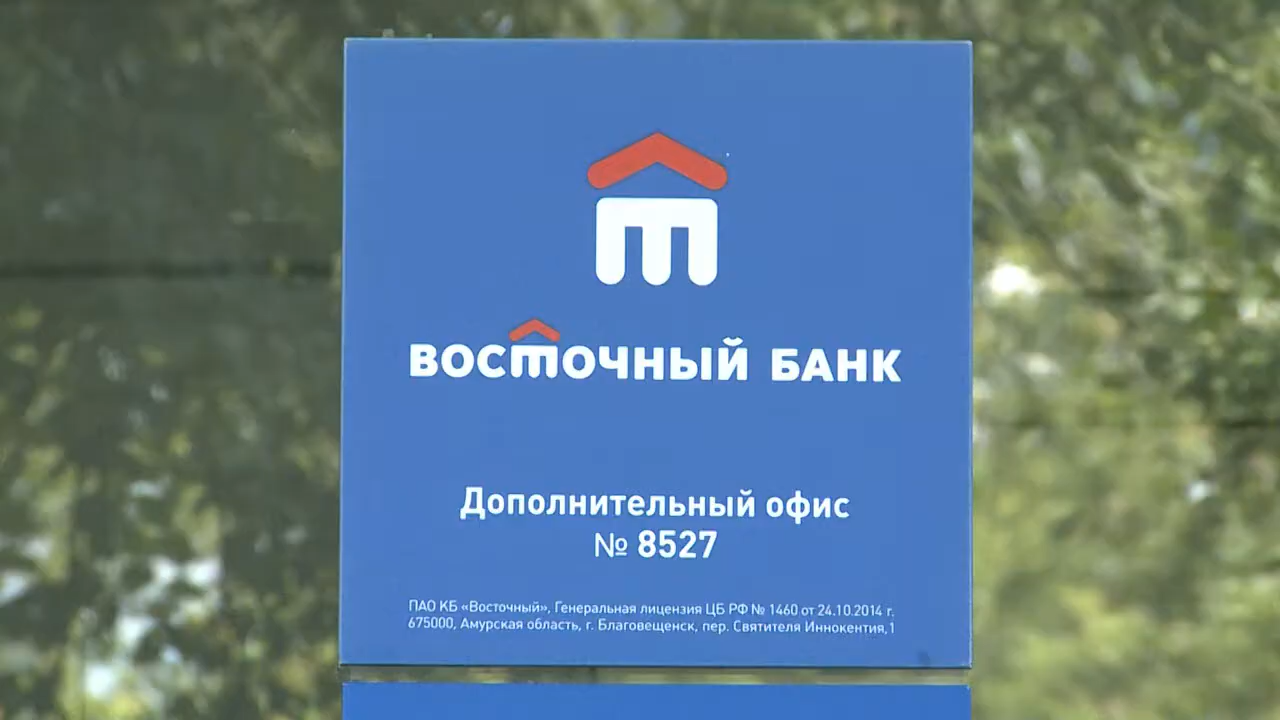 ВОСТОЧНЫЙ БАНК
Дополнительный офис
№ 8527
ПАО КБ «Восточный», Генеральная лицензия ЦБ РФ № 1460 от 24.10.2014 г.
675000, Амурская область, г. Благовещенск, пер. Святителя Иннокентия,1